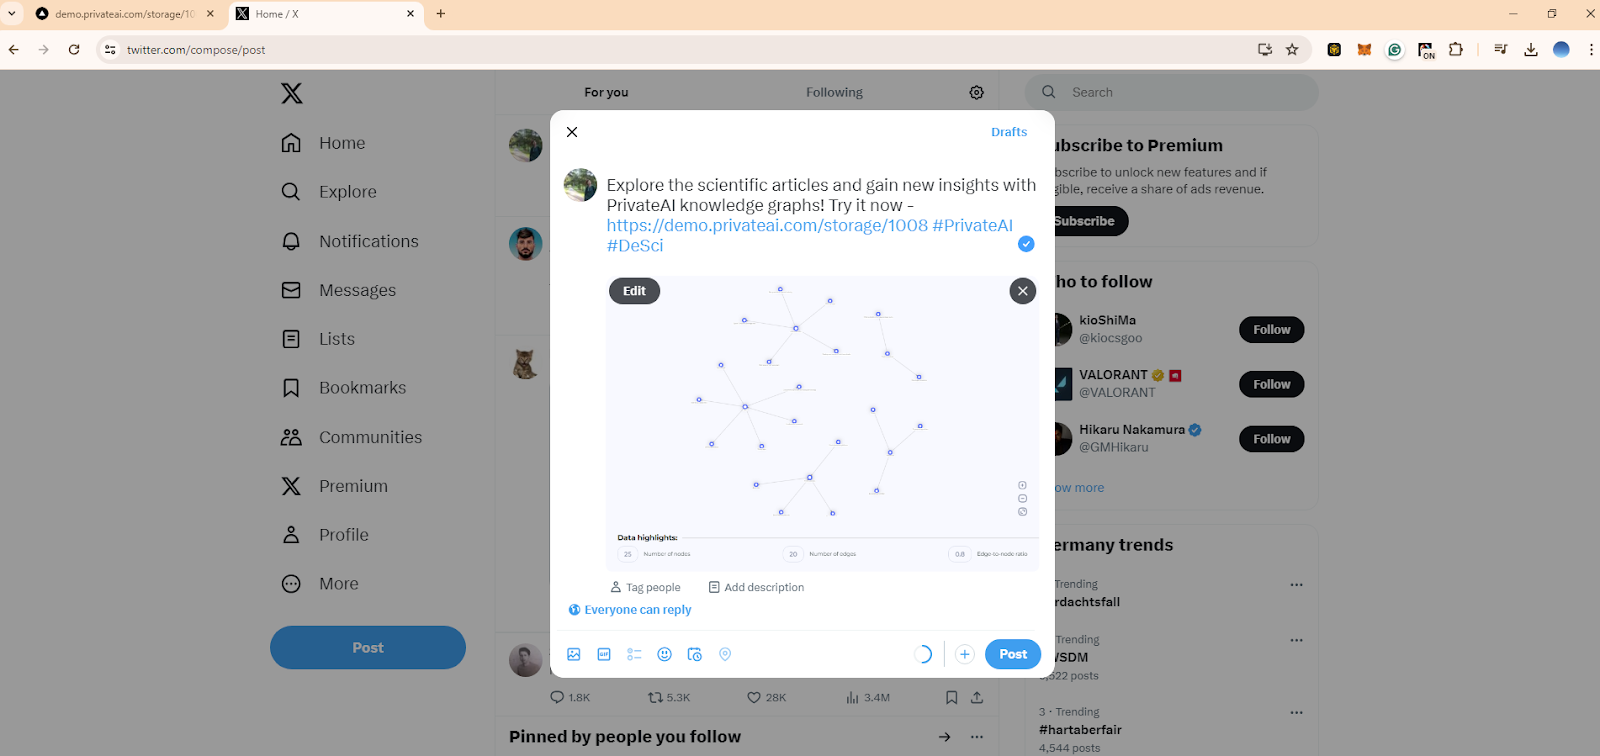 demo.privateai.com/storage/10
Home / X
twitter.com/compose/post
ON
For you
Following
Search
Home
Explore
Notifications
Messages
Lists
Bookmarks
Communities
Premium
Profile
More
Post
Drafts
Explore the scientific articles and gain new insights with
PrivateAI knowledge graphs! Try it now -
https://demo.privateai.com/storage/1008 #PrivateAI
#DeSci
Edit
Data highlights:
25 Number of nodes
20 Number of edges
0.8 Edge-to-node ratio
Tag people
Add description
Everyone can reply
GIF
Post
1.8K
5.3K
28K
3.4M
Pinned by people you follow
ubscribe to Premium
bscribe to unlock new features and if
gible, receive a share of ads revenue.
Subscribe
ho to follow
kioShiMa
@kiocsgoo
Follow
VALORANT
@VALORANT
Follow
Hikaru Nakamura
@GMHikaru
Follow
ow more
ermany trends
Trending
rdachtsfall
Trending
WSDM
,522 posts
3 · Trending
#hartaberfair
4,544 posts